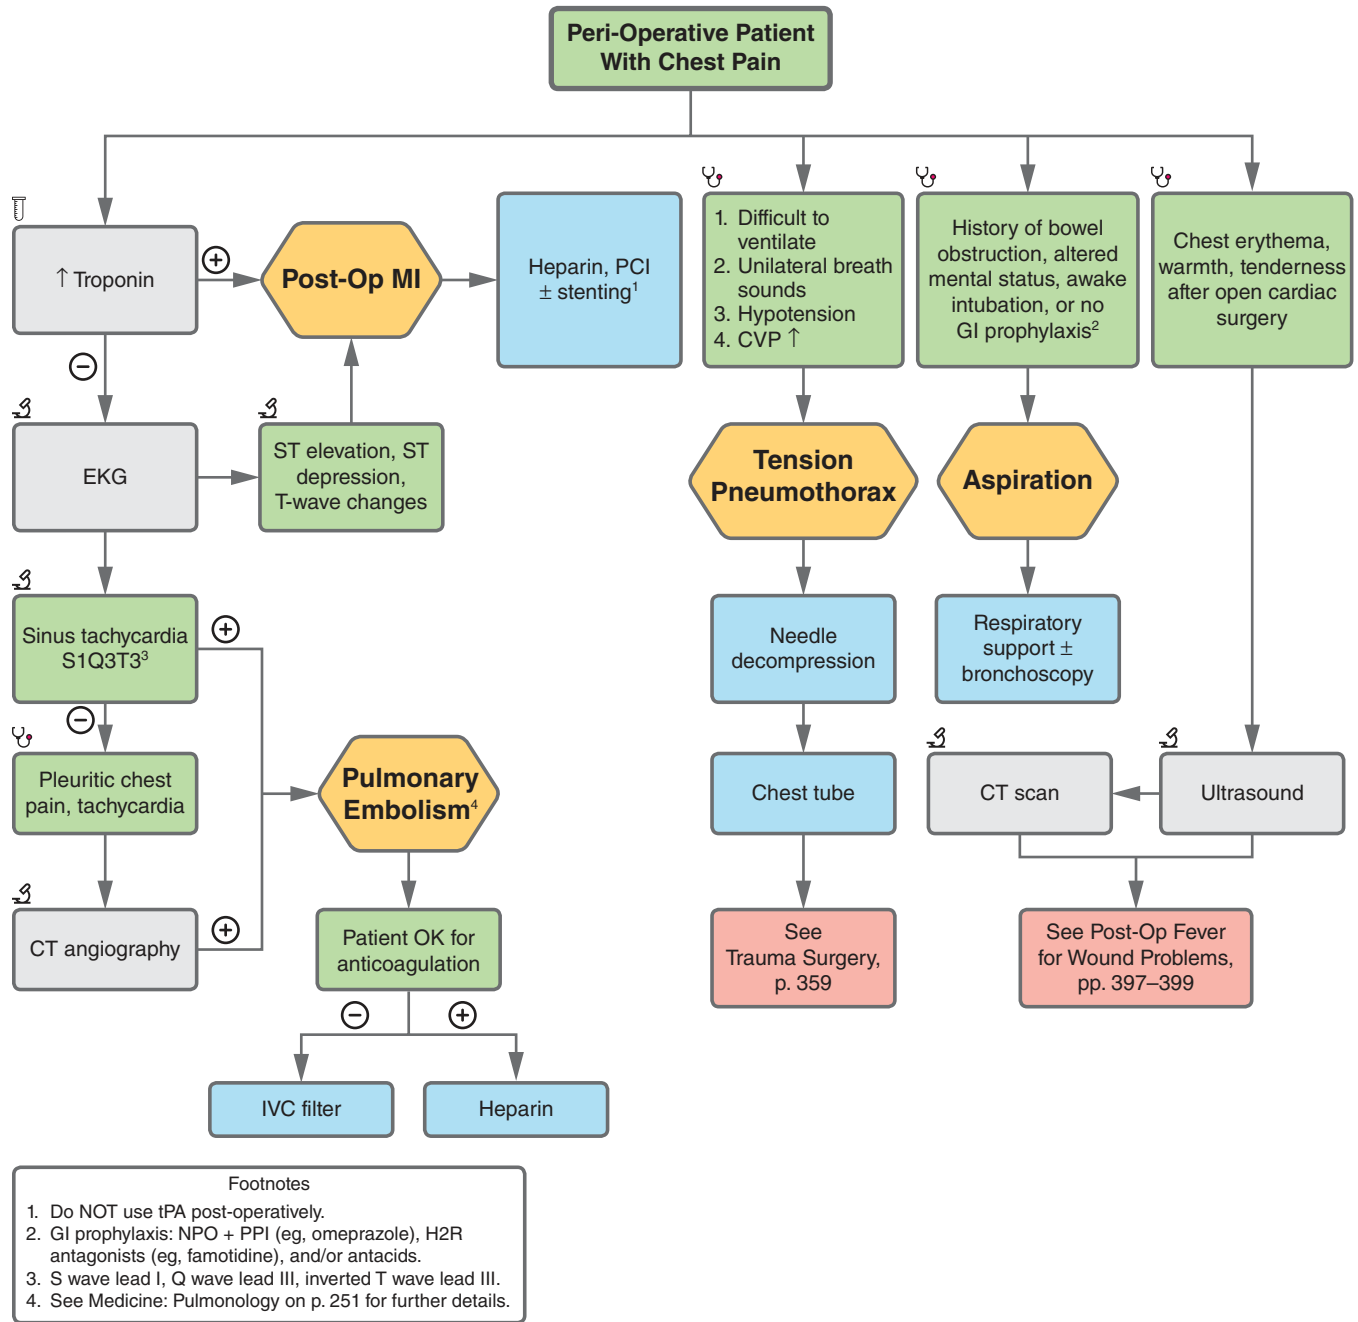 Peri-Operative Patient
With Chest Pain
↑ Troponin
+
Post-Op MI
Heparin, PCI
± stenting1
1. Difficult to
ventilate
2. Unilateral breath
sounds
3. Hypotension
4. CVP ↑
History of bowel
obstruction, altered
mental status, awake
intubation, or no
GI prophylaxis2
Chest erythema,
warmth, tenderness
after open cardiac
surgery
−
EKG
ST elevation, ST
depression,
T-wave changes
Tension
Pneumothorax
Aspiration
Sinus tachycardia
S1Q3T33
+
Needle
decompression
Respiratory
support ±
bronchoscopy
−
Pleuritic chest
pain, tachycardia
Pulmonary
Embolism4
Chest tube
CT scan
Ultrasound
CT angiography
+
Patient OK for
anticoagulation
See
Trauma Surgery,
p. 359
See Post-Op Fever
for Wound Problems,
pp. 397–399
−
+
IVC filter
Heparin
Footnotes
1. Do NOT use tPA post-operatively.
2. GI prophylaxis: NPO + PPI (eg, omeprazole), H2R
antagonists (eg, famotidine), and/or antacids.
3. S wave lead I, Q wave lead III, inverted T wave lead III.
4. See Medicine: Pulmonology on p. 251 for further details.